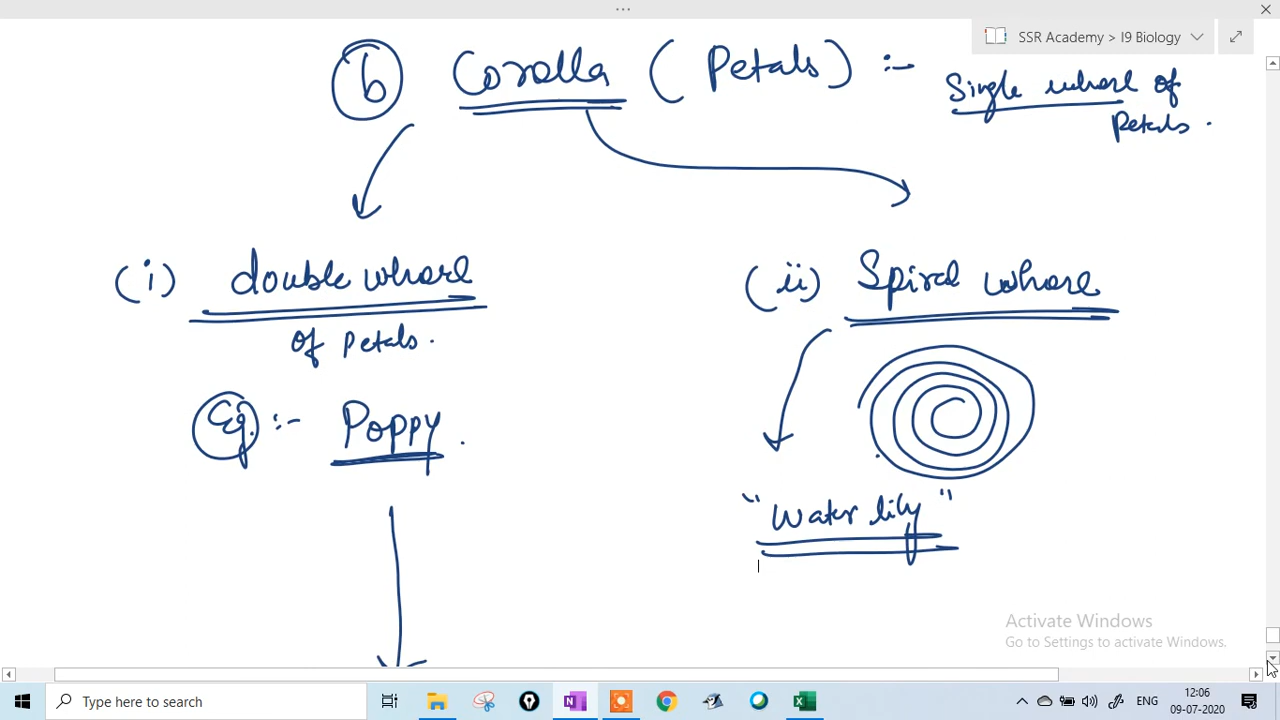 SSR Academy > I9 Biology
(b) Corolla (Petals) :-
Single whorl of
Petals.
(i) double whorl
of Petals.
(ii) Spiral whorl
Eg. :- Poppy.
"Water lily"
Activate Windows
Go to Settings to activate Windows.
Type here to search
ENG
12:06
09-07-2020